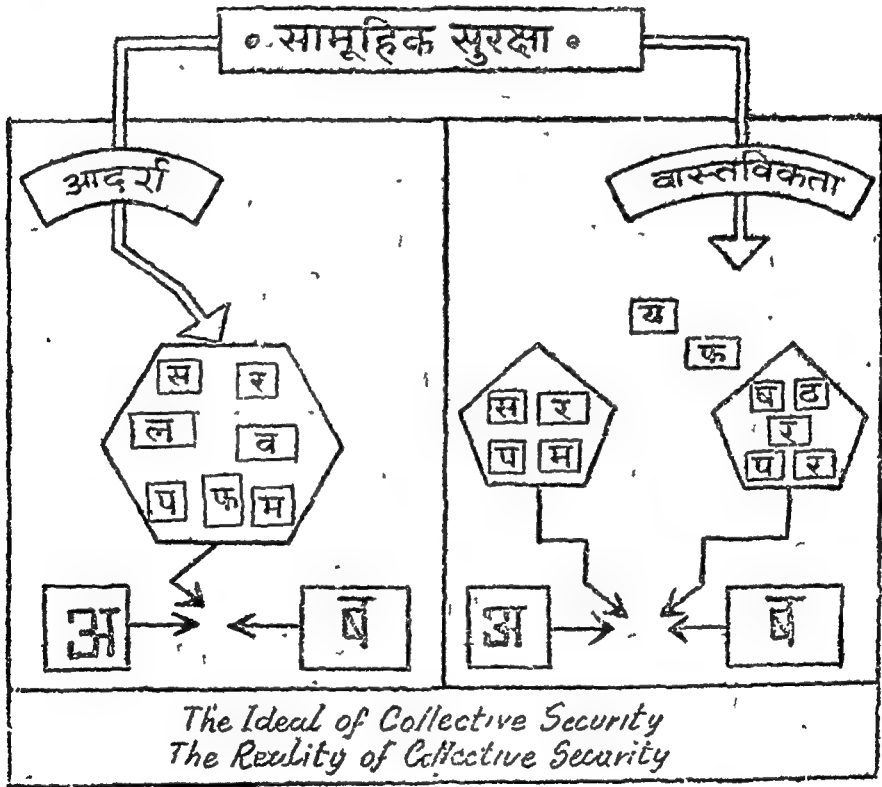 • सामूहिक सुरक्षा •
आदर्श
वास्तविकता
स र
ल व
प फ म
अ ब
य
फ
स र
प म
ब ठ
र
प र
अ ब
The Ideal of Collective Security
The Reality of Collective Security